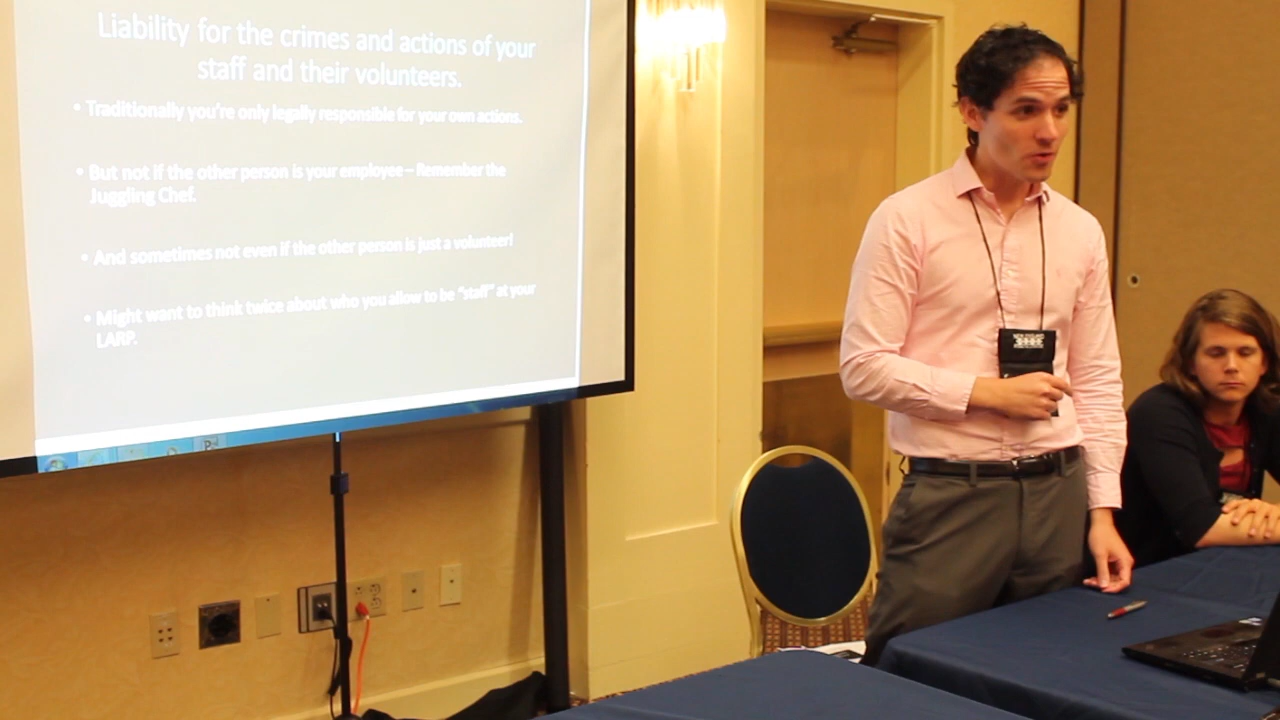 Liability for the crimes and actions of your
staff and their volunteers.
• Traditionally you're only legally responsible for your own actions.
• But not if the other person is your employee – Remember the
Juggling Chef.
• And sometimes not even if the other person is just a volunteer!
• Might want to think twice about who you allow to be "staff" at your
LARP.
NEW ENGLAND